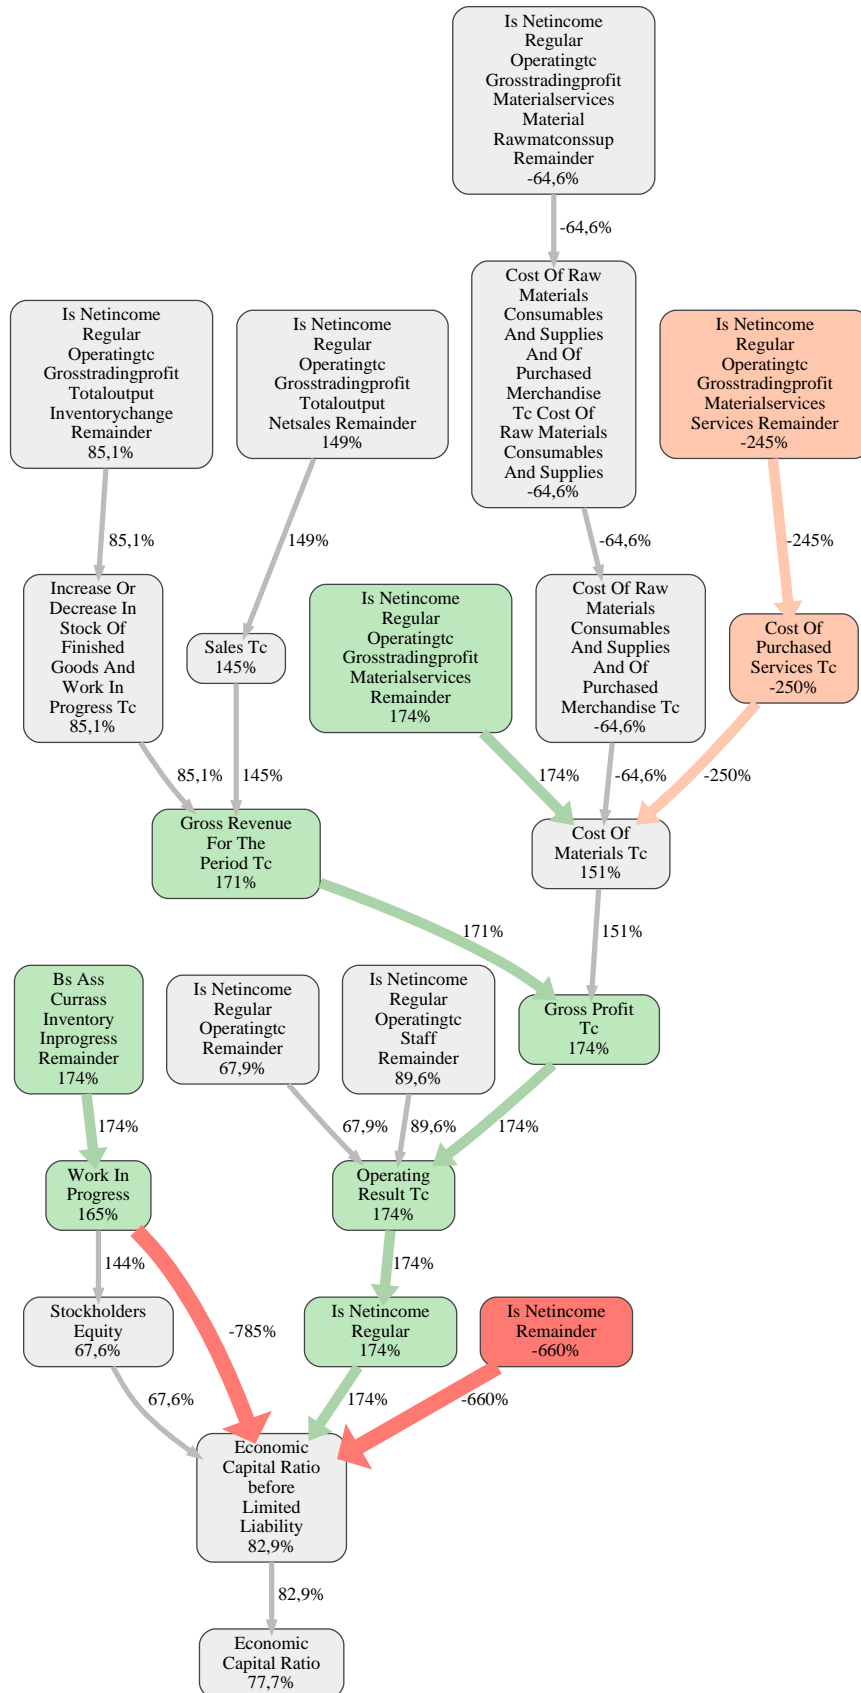 Is Netincome
Regular
Operatingtc
Grosstradingprofit
Materialservices
Material
Rawmatconssup
Remainder
-64,6%
-64,6%
Is Netincome
Regular
Operatingtc
Grosstradingprofit
Totaloutput
Inventorychange
Remainder
85,1%
Is Netincome
Regular
Operatingtc
Grosstradingprofit
Totaloutput
Netsales Remainder
149%
Cost Of Raw
Materials
Consumables
And Supplies
And Of
Purchased
Merchandise
Tc Cost Of
Raw Materials
Consumables
And Supplies
-64,6%
Is Netincome
Regular
Operatingtc
Grosstradingprofit
Materialservices
Services Remainder
-245%
85,1%
149%
-64,6%
-245%
Increase Or
Decrease In
Stock Of
Finished
Goods And
Work In
Progress Tc
85,1%
Sales Tc
145%
Is Netincome
Regular
Operatingtc
Grosstradingprofit
Materialservices
Remainder
174%
Cost Of Raw
Materials
Consumables
And Supplies
And Of
Purchased
Merchandise Tc
-64,6%
Cost Of
Purchased
Services Tc
-250%
85,1%
145%
174%
-64,6%
-250%
Gross Revenue
For The
Period Tc
171%
Cost Of
Materials Tc
151%
171%
151%
Bs Ass
Currass
Inventory
Inprogress
Remainder
174%
Is Netincome
Regular
Operatingtc
Remainder
67,9%
Is Netincome
Regular
Operatingtc
Staff
Remainder
89,6%
Gross Profit
Tc
174%
174%
67,9%
89,6%
174%
Work In
Progress
165%
Operating
Result Tc
174%
144%
-785%
174%
Stockholders
Equity
67,6%
Is Netincome
Regular
174%
Is Netincome
Remainder
-660%
67,6%
174%
-660%
Economic
Capital Ratio
before
Limited
Liability
82,9%
82,9%
Economic
Capital Ratio
77,7%